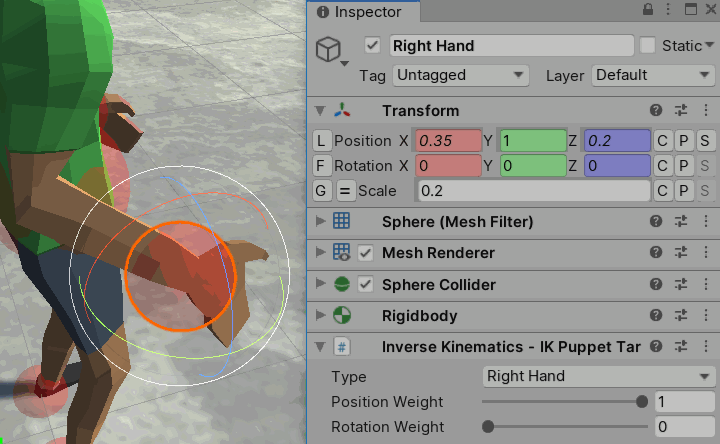 Inspector
Right Hand Static
Tag Untagged Layer Default
Transform
L Position X 0.35 Y 1 Z 0.2 C P S
F Rotation X 0 Y 0 Z 0 C P S
G = Scale 0.2 C P S
Sphere (Mesh Filter)
Mesh Renderer
Sphere Collider
Rigidbody
# Inverse Kinematics - IK Puppet Tar
Type Right Hand
Position Weight 1
Rotation Weight 0